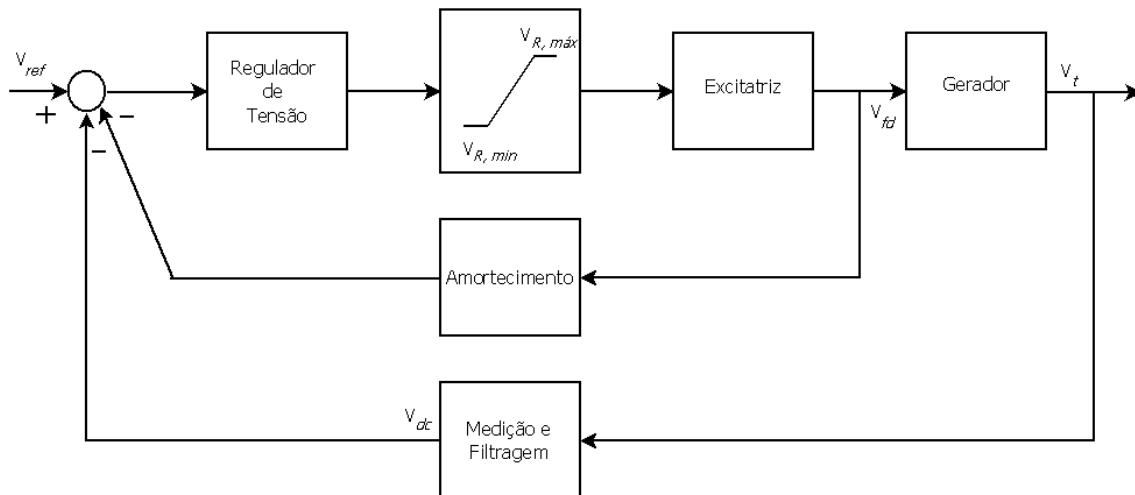 V_ref
+
−
−
Regulador
de
Tensão
V_R, máx
V_R, min
Excitatriz
V_fd
Gerador
V_t
Amortecimento
V_dc
Medição e
Filtragem